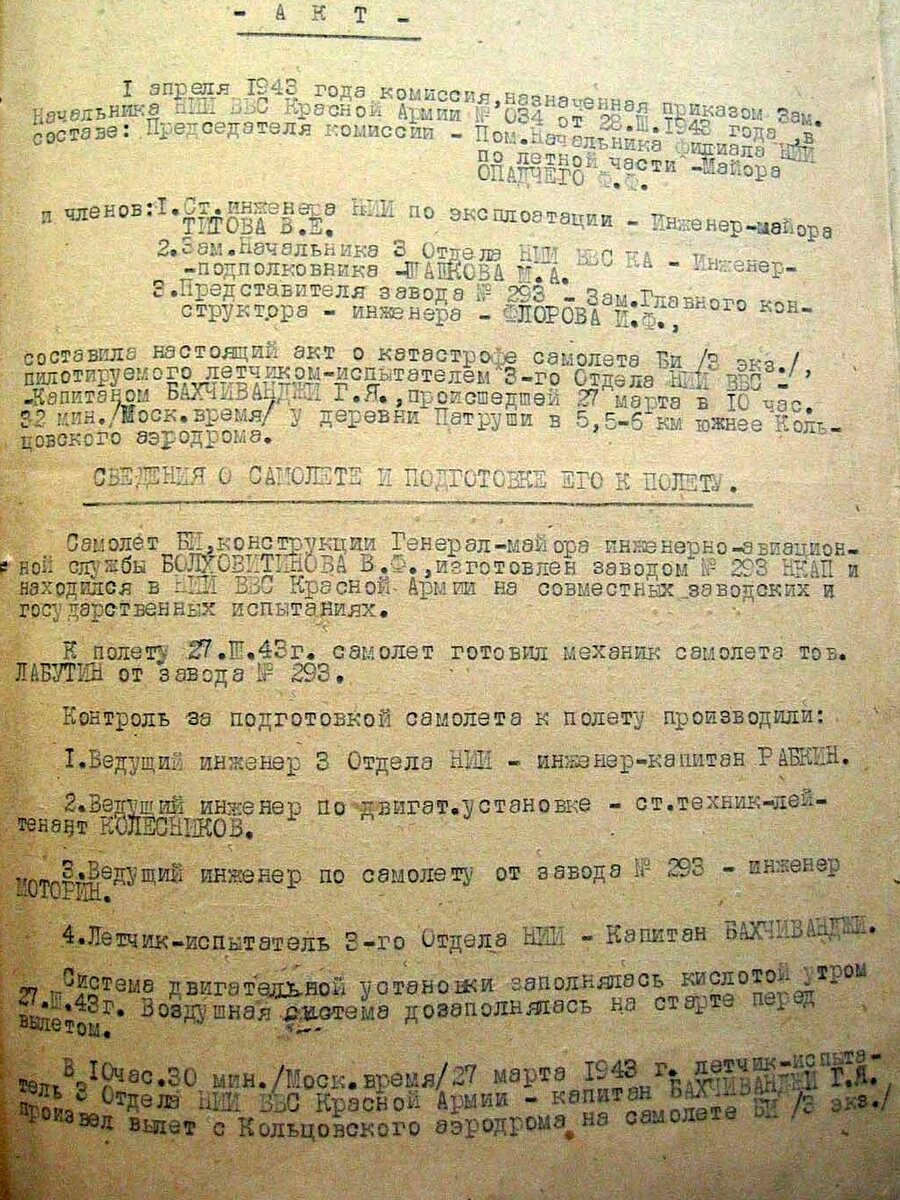 - А К Т -
I апреля 1943 года комиссия, назначенная приказом Зам.
Начальника НИИ ВВС Красной Армии № 034 от 28.III.1943 года, в
составе: Председателя комиссии - Пом.Начальника филиала НИИ
по летной части -Майора
ОПАДЧЕГО Ф.Ф.
и членов: I.Ст.инженера НИИ по эксплоатации - Инженер-майора
ТИТОВА В.Е.
2.Зам.Начальника 3 Отдела НИИ ВВС КА - Инженер-
-подполковника -ШАШКОВА М.А.
3.Представителя завода № 293 - Зам.Главного кон-
структора - инженера - ФЛОРОВА И.Ф.,
составила настоящий акт о катастрофе самолета Би /3 экз./,
пилотируемого летчиком-испытателем 3-го Отдела НИИ ВВС -
-Капитаном БАХЧИВАНДЖИ Г.Я., происшедшей 27 марта в 10 час.
32 мин./Моск.время/ у деревни Патруши в 5,5-6 км южнее Коль-
цовского аэродрома.
СВЕДЕНИЯ О САМОЛЕТЕ И ПОДГОТОВКЕ ЕГО К ПОЛЕТУ.
Самолет БИ, конструкции Генерал-майора инженерно-авиацион-
ной службы БОЛХОВИТИНОВА В.Ф., изготовлен заводом № 293 НКАП и
находился в НИИ ВВС Красной Армии на совместных заводских и
государственных испытаниях.
К полету 27.III.43г. самолет готовил механик самолета тов.
ЛАБУТИН от завода № 293.
Контроль за подготовкой самолета к полету производили:
I.Ведущий инженер 3 Отдела НИИ - инженер-капитан РАБКИН.
2.Ведущий инженер по двигат.установке - ст.техник-лей-
тенант КОЛЕСНИКОВ.
3.Ведущий инженер по самолету от завода № 293 - инженер
МОТОРИН.
4.Летчик-испытатель 3-го Отдела НИИ - Капитан БАХЧИВАНДЖИ.
Система двигательной установки заполнялась кислотой утром
27.III.43г. Воздушная система дозаполнялась на старте перед
вылетом.
В 10час.30 мин./Моск.время/ 27 марта 1943 г. летчик-испыта-
тель 3 Отдела НИИ ВВС Красной Армии - капитан БАХЧИВАНДЖИ Г.Я.
произвел вылет с Кольцовского аэродрома на самолете БИ /3 экз./